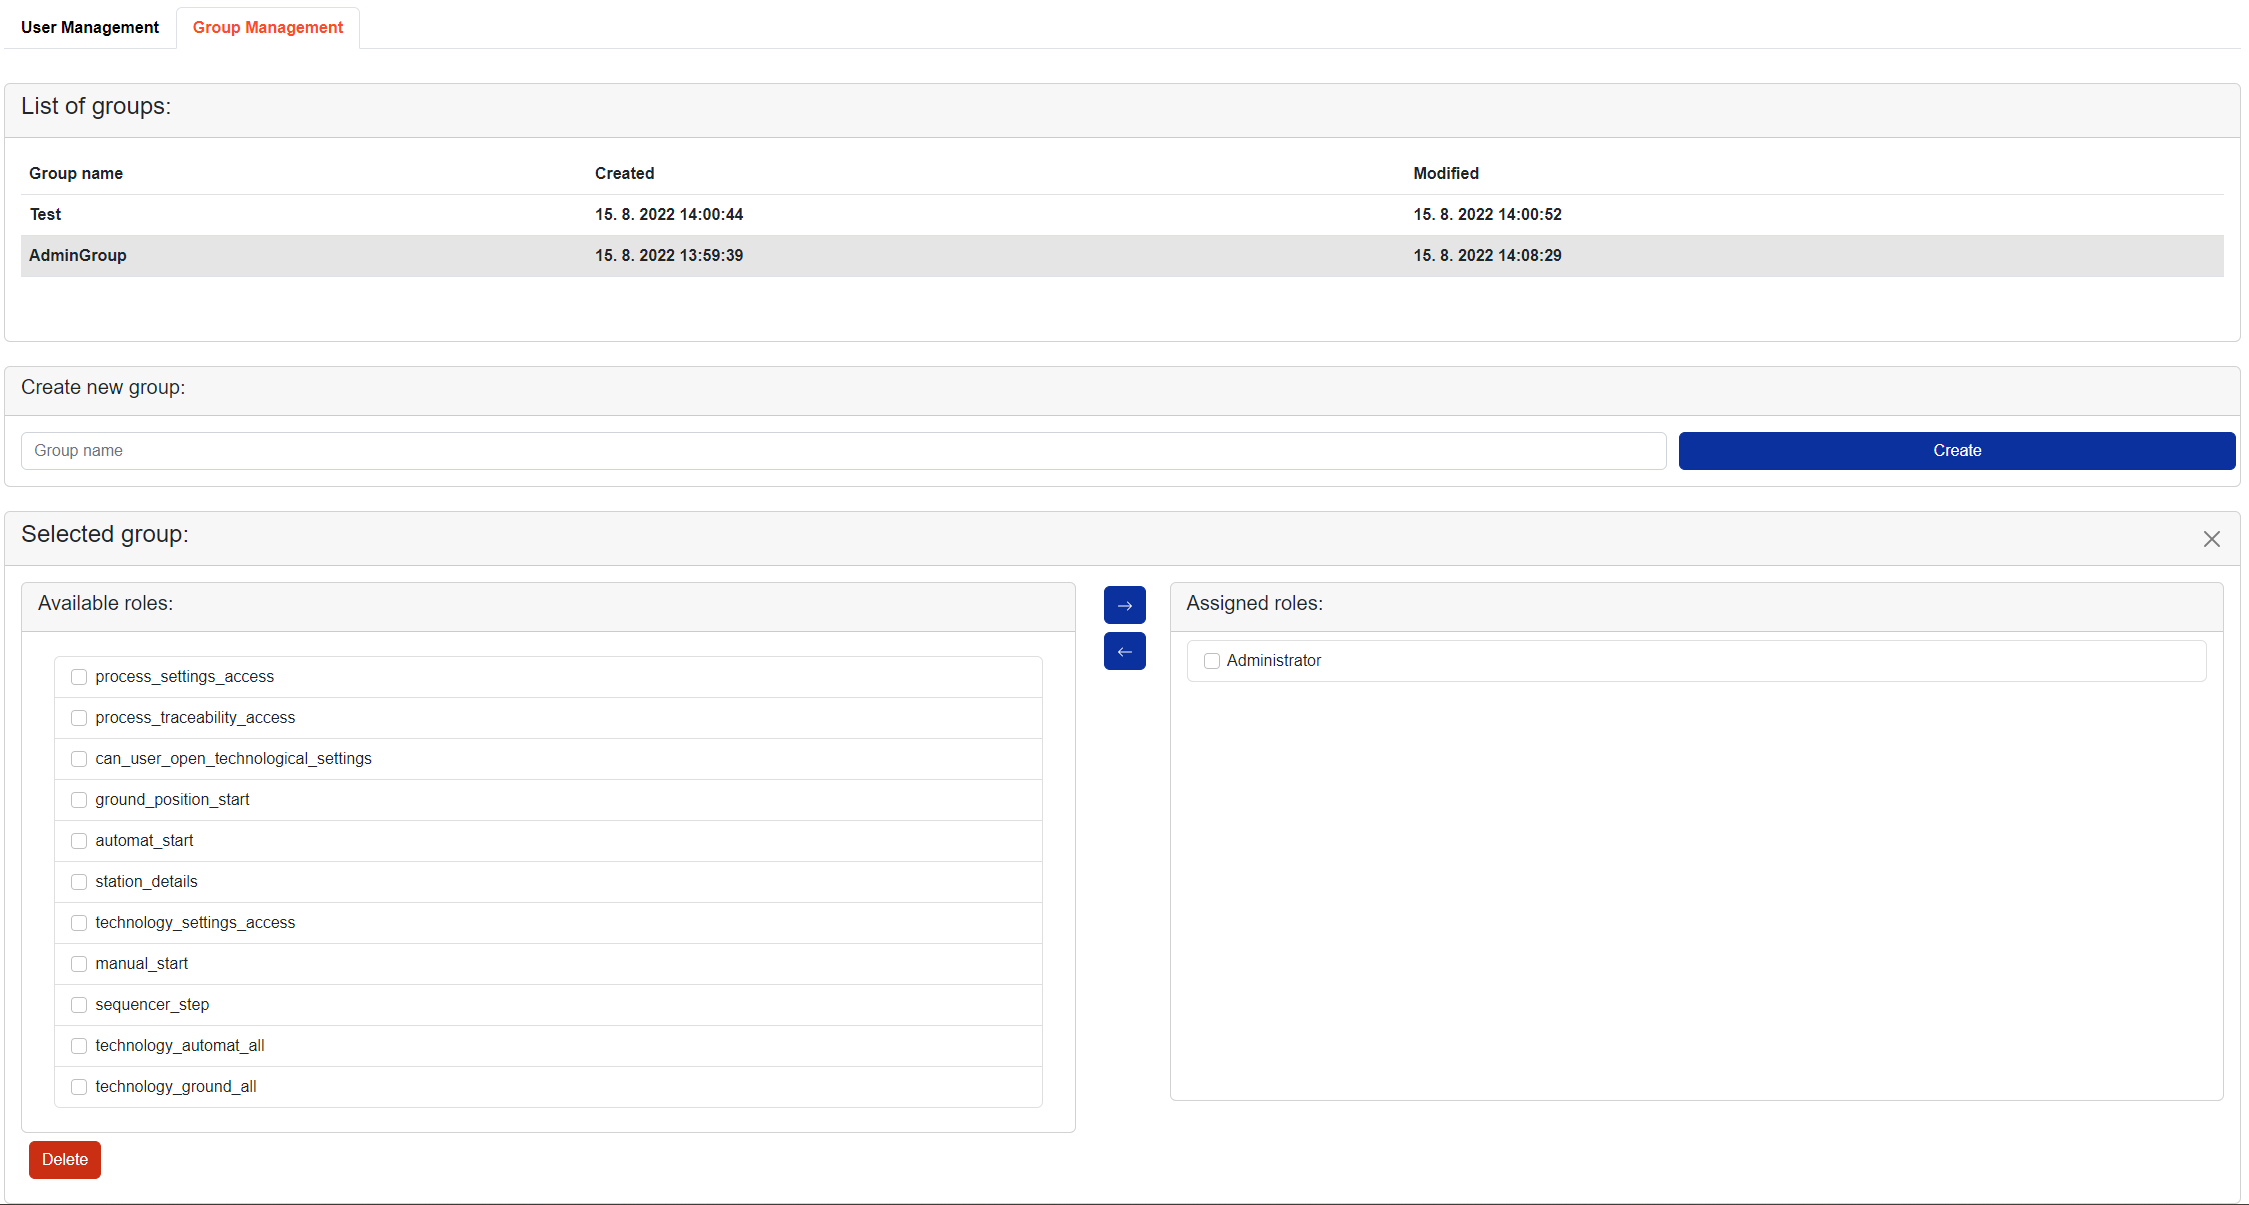 User Management Group Management
List of groups:
Group name Created Modified
Test 15. 8. 2022 14:00:44 15. 8. 2022 14:00:52
AdminGroup 15. 8. 2022 13:59:39 15. 8. 2022 14:08:29
Create new group:
Group name Create
Selected group:
Available roles:
process_settings_access
process_traceability_access
can_user_open_technological_settings
ground_position_start
automat_start
station_details
technology_settings_access
manual_start
sequencer_step
technology_automat_all
technology_ground_all
Assigned roles:
Administrator
Delete